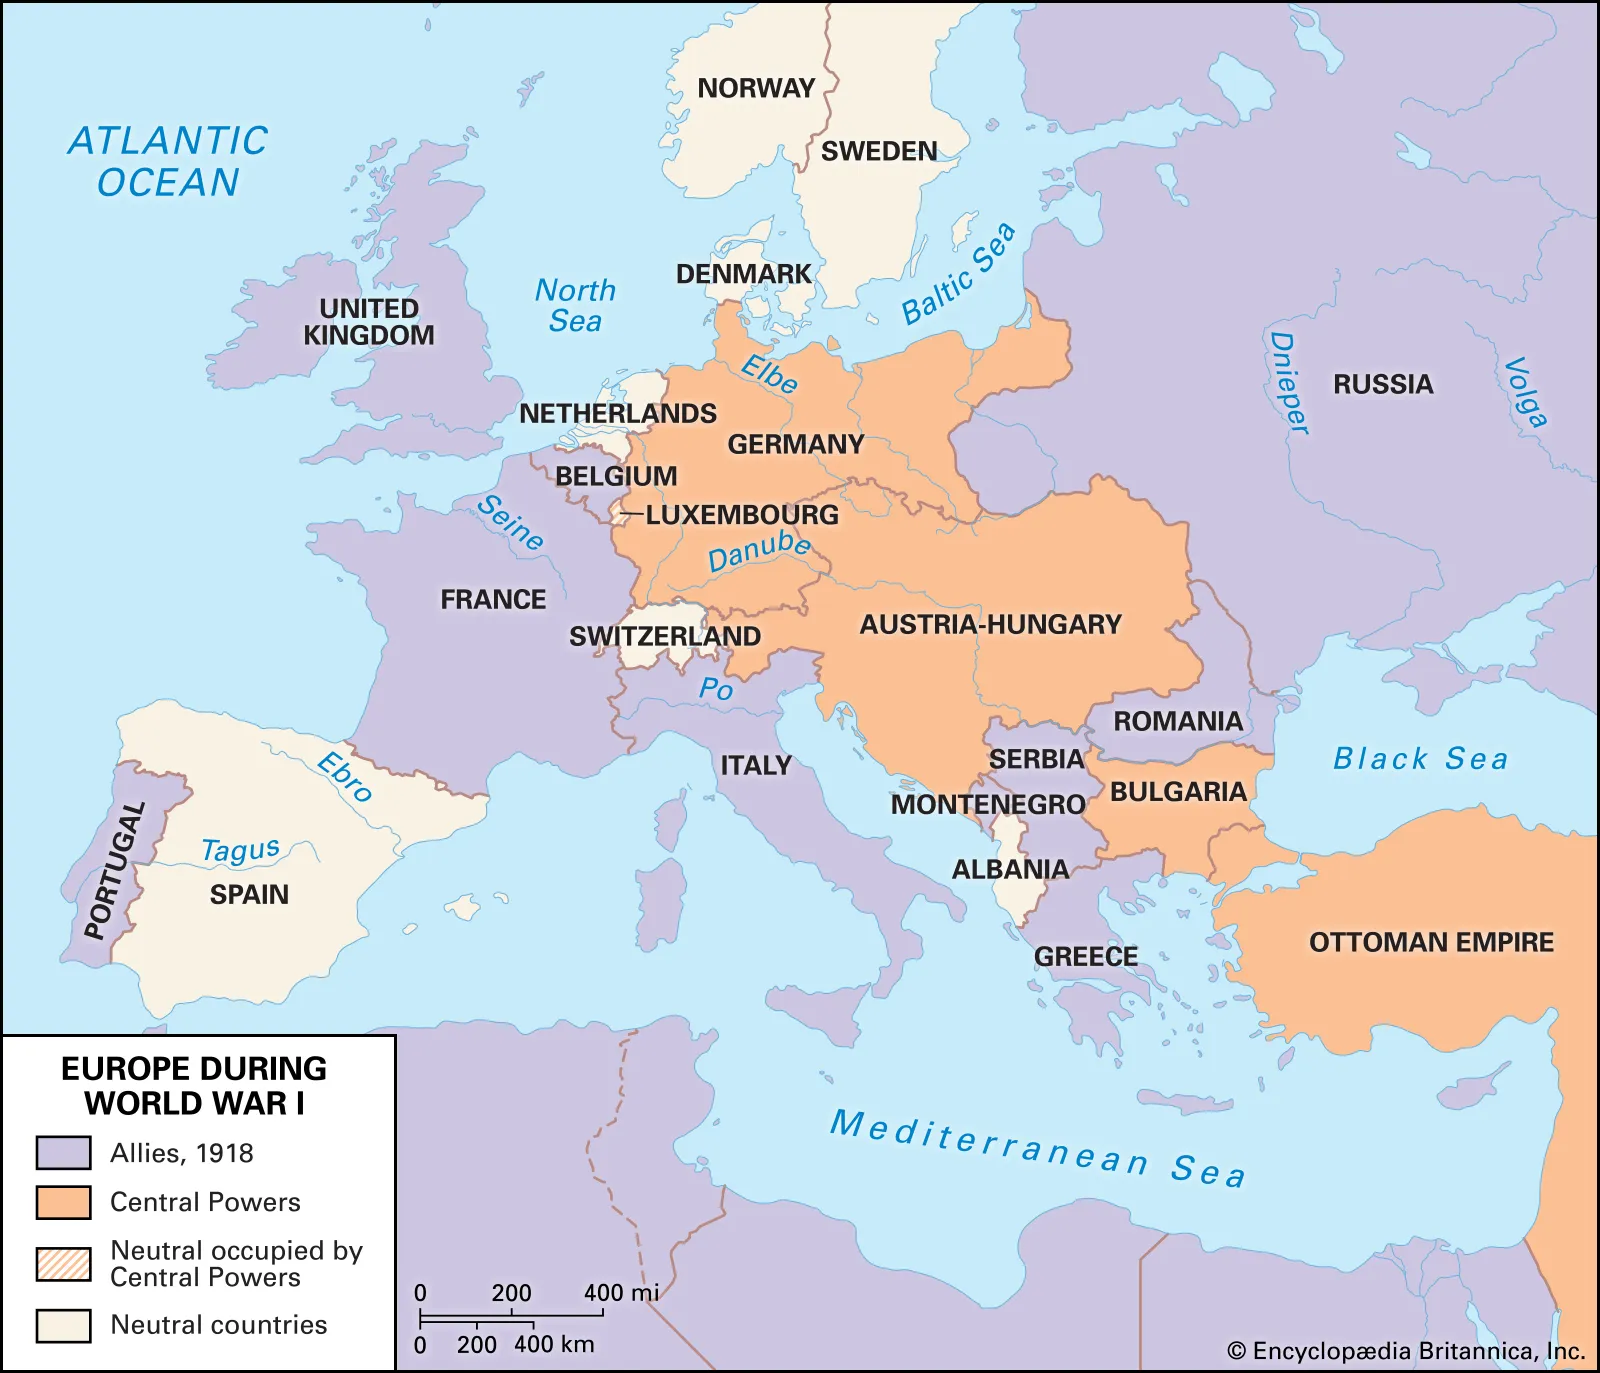 NORWAY
SWEDEN
ATLANTIC
OCEAN
DENMARK
Baltic Sea
North
Sea
UNITED
KINGDOM
Elbe
NETHERLANDS
GERMANY
BELGIUM
LUXEMBOURG
Seine
Danube
Dnieper
RUSSIA
Volga
FRANCE
SWITZERLAND
AUSTRIA-HUNGARY
Po
ITALY
ROMANIA
SERBIA
MONTENEGRO
BULGARIA
Black Sea
Ebro
Tagus
PORTUGAL
SPAIN
ALBANIA
GREECE
OTTOMAN EMPIRE
Mediterranean Sea
EUROPE DURING
WORLD WAR I
Allies, 1918
Central Powers
Neutral occupied by
Central Powers
Neutral countries
0 200 400 mi
0 200 400 km
© Encyclopædia Britannica, Inc.